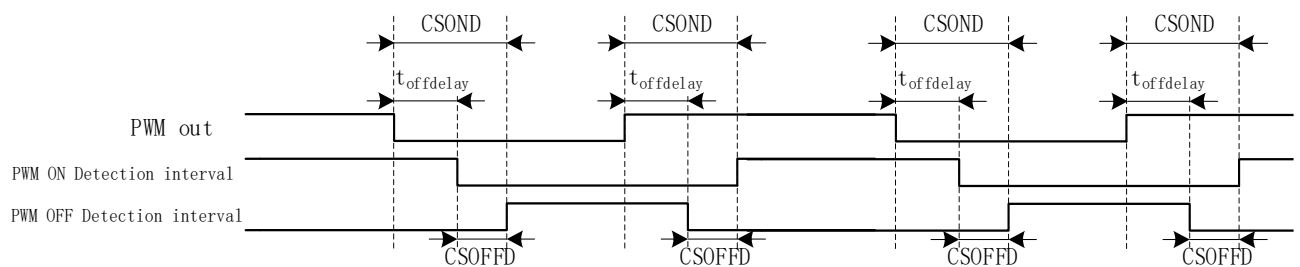 CSOND CSOND CSOND CSOND
toffdelay toffdelay toffdelay toffdelay
PWM out
PWM ON Detection interval
PWM OFF Detection interval
CSOFFD CSOFFD CSOFFD CSOFFD